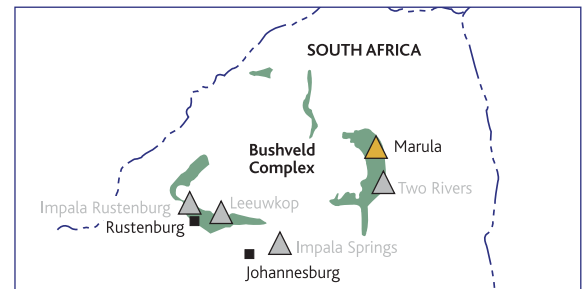 SOUTH AFRICA
Bushveld
Complex
Marula
Two Rivers
Impala Rustenburg
Leeuwkop
Rustenburg
Impala Springs
Johannesburg